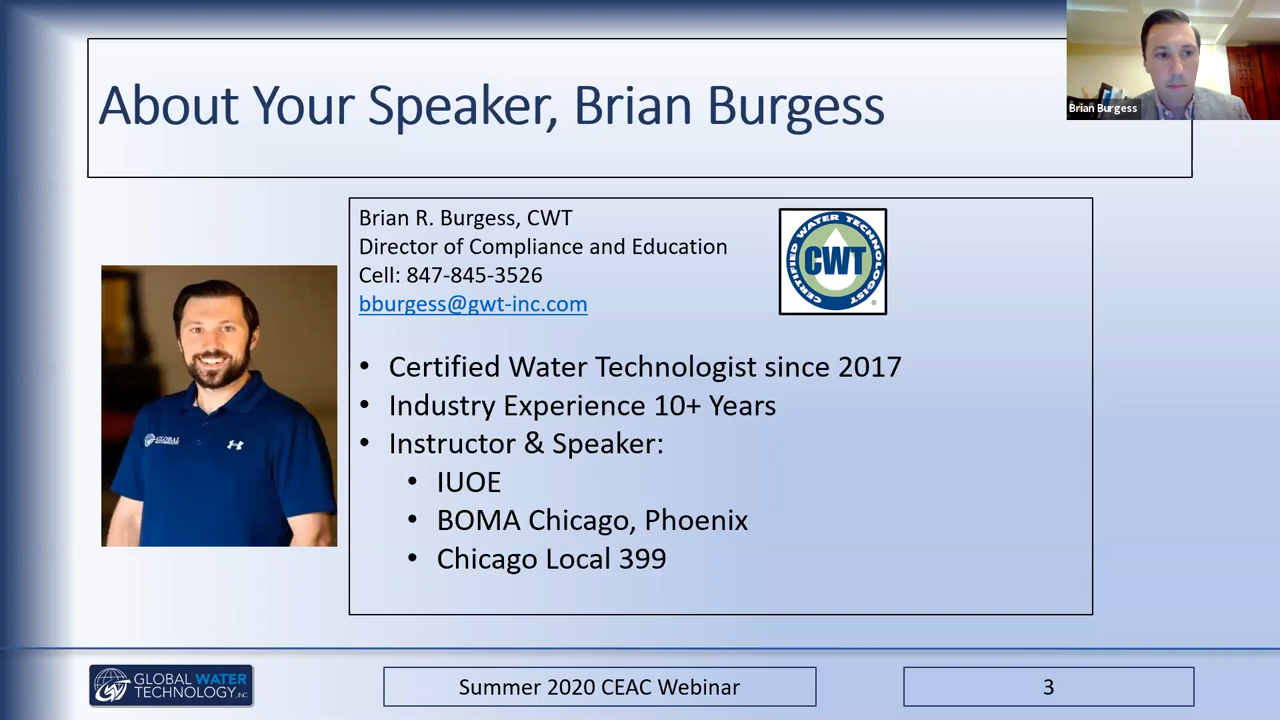 About Your Speaker, Brian Burgess
Brian Burgess
Brian R. Burgess, CWT
Director of Compliance and Education
Cell: 847-845-3526
bburgess@gwt-inc.com
CERTIFIED WATER TECHNOLOGIST
CWT
®
• Certified Water Technologist since 2017
• Industry Experience 10+ Years
• Instructor & Speaker:
• IUOE
• BOMA Chicago, Phoenix
• Chicago Local 399
GLOBAL
GLOBAL WATER
TECHNOLOGY, INC
Summer 2020 CEAC Webinar
3